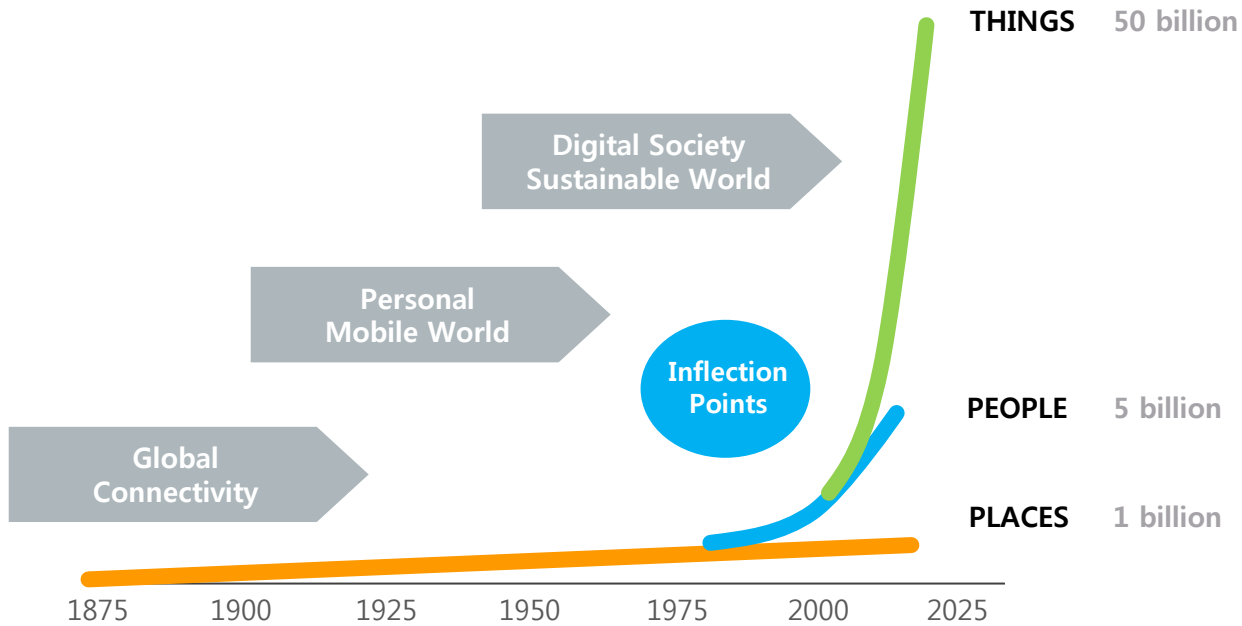 THINGS 50 billion
Digital Society
Sustainable World
Personal
Mobile World
Inflection
Points
PEOPLE 5 billion
Global
Connectivity
PLACES 1 billion
1875 1900 1925 1950 1975 2000 2025